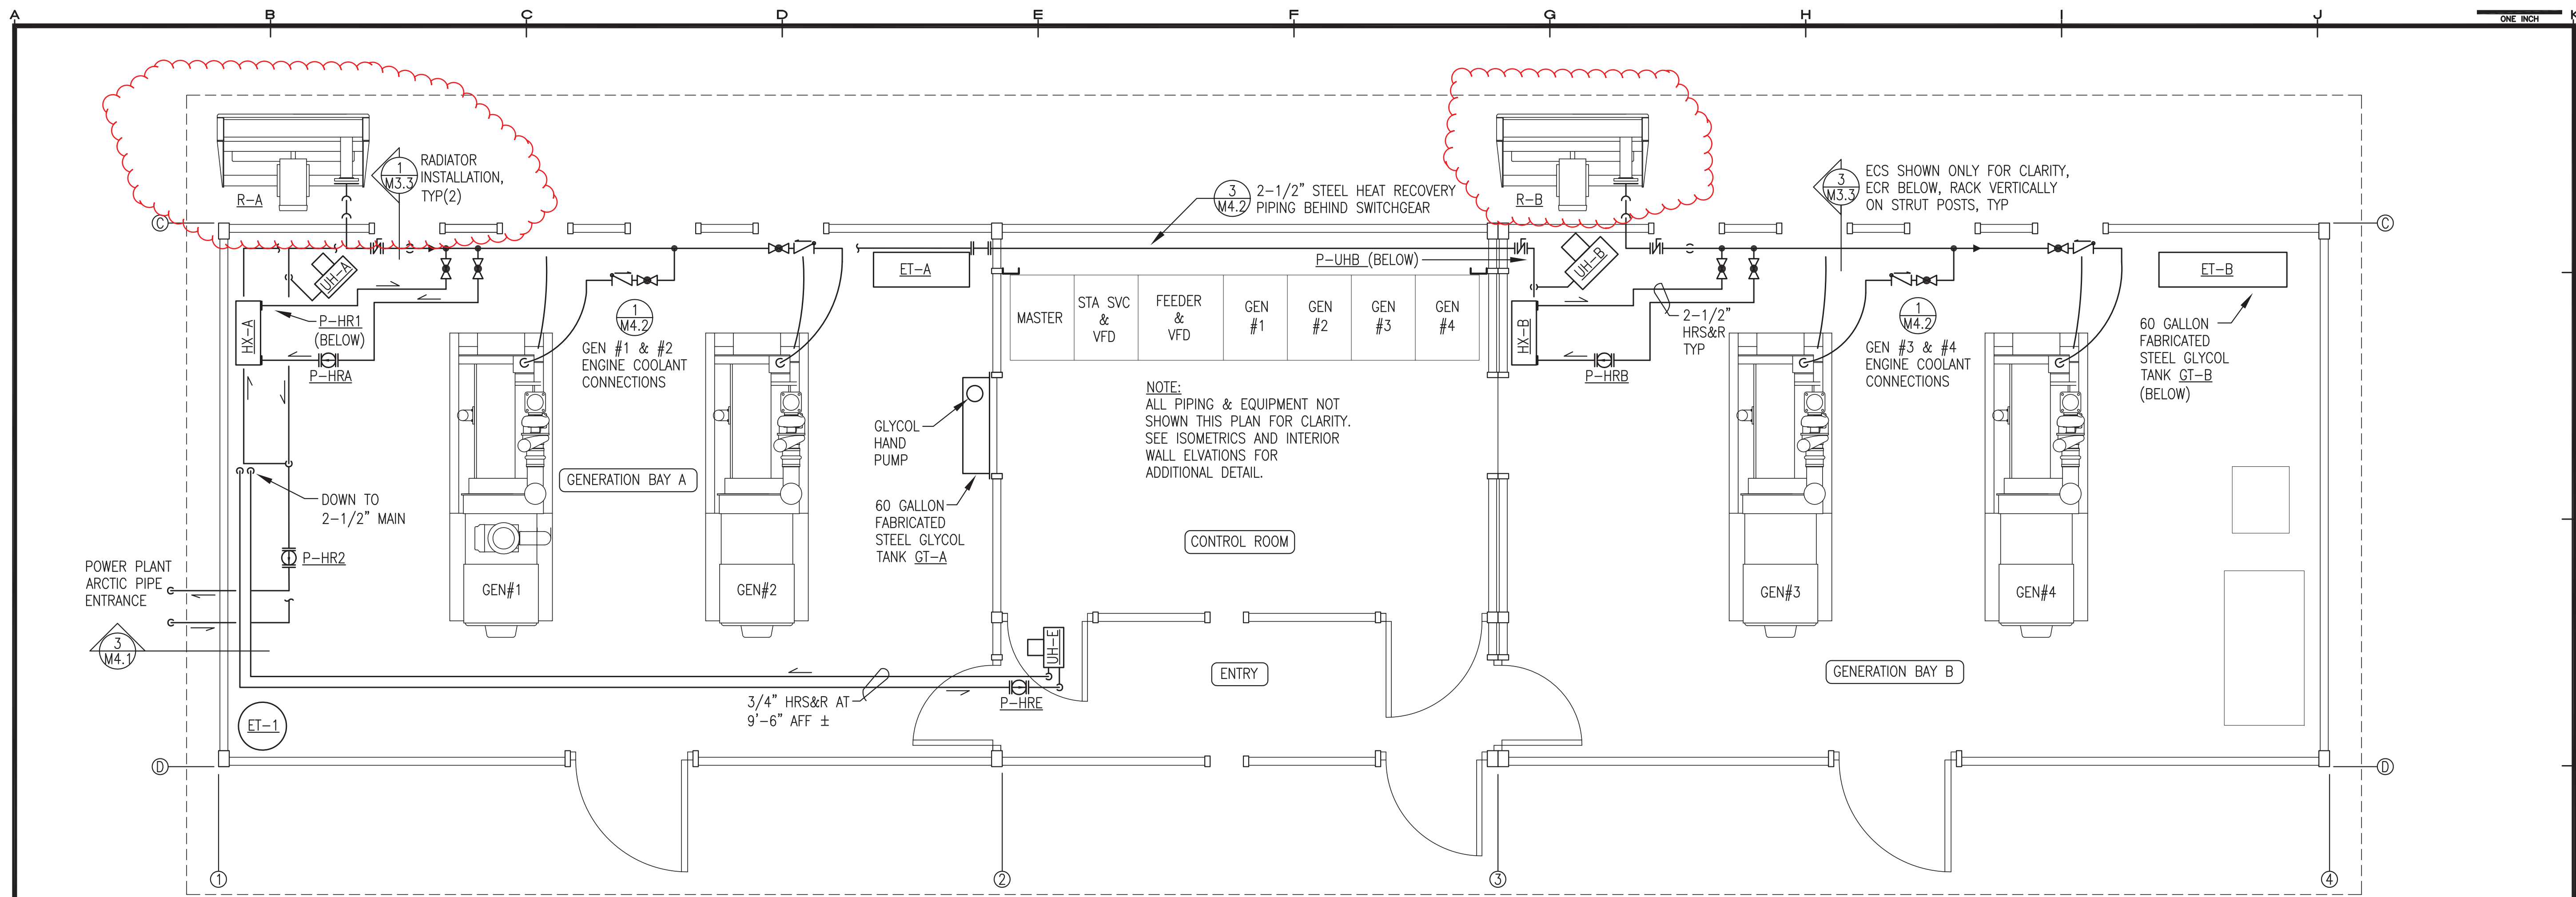 A B C D E F G H I J K
ONE INCH
R-A
1
M3.3
RADIATOR
INSTALLATION,
TYP(2)
3
M4.2
2-1/2" STEEL HEAT RECOVERY
PIPING BEHIND SWITCHGEAR
R-B
3
M3.3
ECS SHOWN ONLY FOR CLARITY,
ECR BELOW, RACK VERTICALLY
ON STRUT POSTS, TYP
C
C
UH-A
ET-A
P-UHB (BELOW)
UH-B
ET-B
HX-A
P-HR1
(BELOW)
P-HRA
1
M4.2
GEN #1 & #2
ENGINE COOLANT
CONNECTIONS
MASTER
STA SVC
&
VFD
FEEDER
&
VFD
GEN
#1
GEN
#2
GEN
#3
GEN
#4
HX-B
P-HRB
2-1/2"
HRS&R
TYP
1
M4.2
GEN #3 & #4
ENGINE COOLANT
CONNECTIONS
60 GALLON
FABRICATED
STEEL GLYCOL
TANK GT-B
(BELOW)
NOTE:
ALL PIPING & EQUIPMENT NOT
SHOWN THIS PLAN FOR CLARITY.
SEE ISOMETRICS AND INTERIOR
WALL ELVATIONS FOR
ADDITIONAL DETAIL.
GLYCOL
HAND
PUMP
GENERATION BAY A
DOWN TO
2-1/2" MAIN
60 GALLON
FABRICATED
STEEL GLYCOL
TANK GT-A
CONTROL ROOM
P-HR2
POWER PLANT
ARCTIC PIPE
ENTRANCE
GEN#1
GEN#2
GEN#3
GEN#4
3
M4.1
UH-E
ENTRY
GENERATION BAY B
3/4" HRS&R AT
9'-6" AFF ±
P-HRE
ET-1
D
D
1
2
3
4